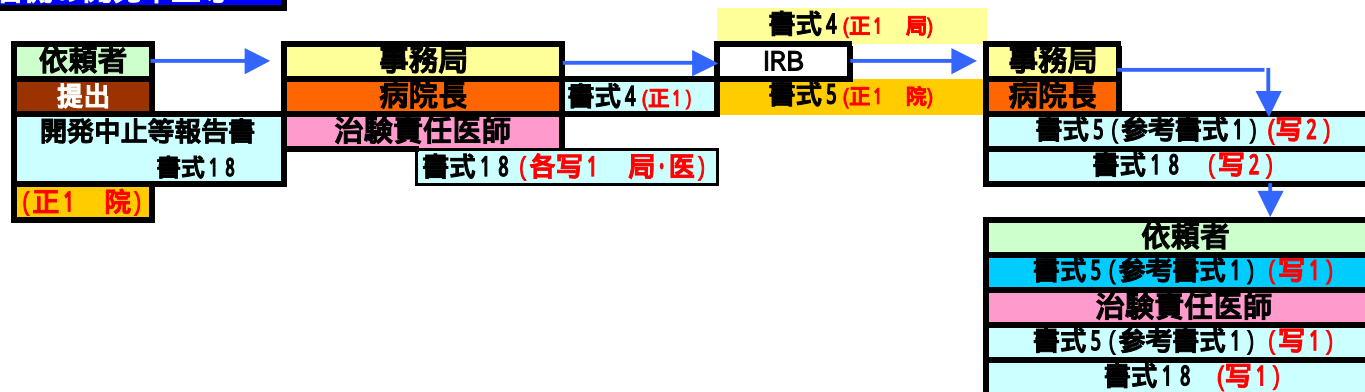 依頼者
提出
開発中止等報告書
書式18
(正1 院)
事務局
病院長
治験責任医師
書式18 (各写1 局・医)
書式4 (正1)
書式4 (正1 局)
IRB
書式5 (正1 院)
事務局
病院長
書式5 (参考書式1) (写2)
書式18 (写2)
依頼者
書式5 (参考書式1) (写1)
治験責任医師
書式5 (参考書式1) (写1)
書式18 (写1)